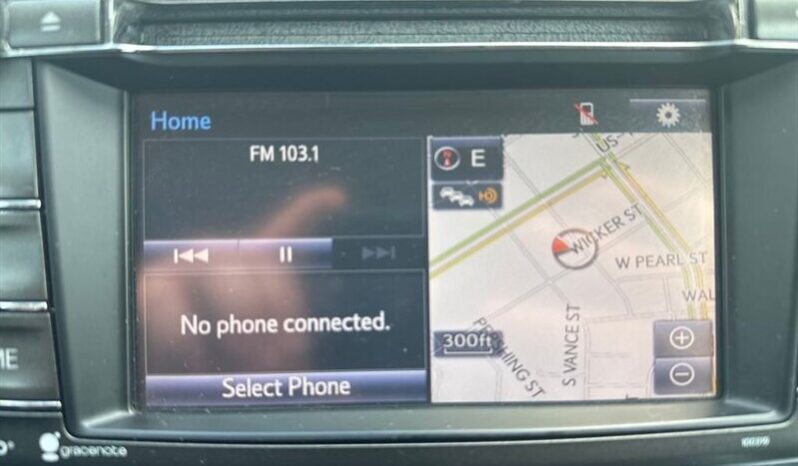 Home
FM 103.1
E
US-
WICKER ST
W PEARL ST
WAL
No phone connected.
300ft
PERSHING ST
S VANCE ST
Select Phone
ME
gracenote